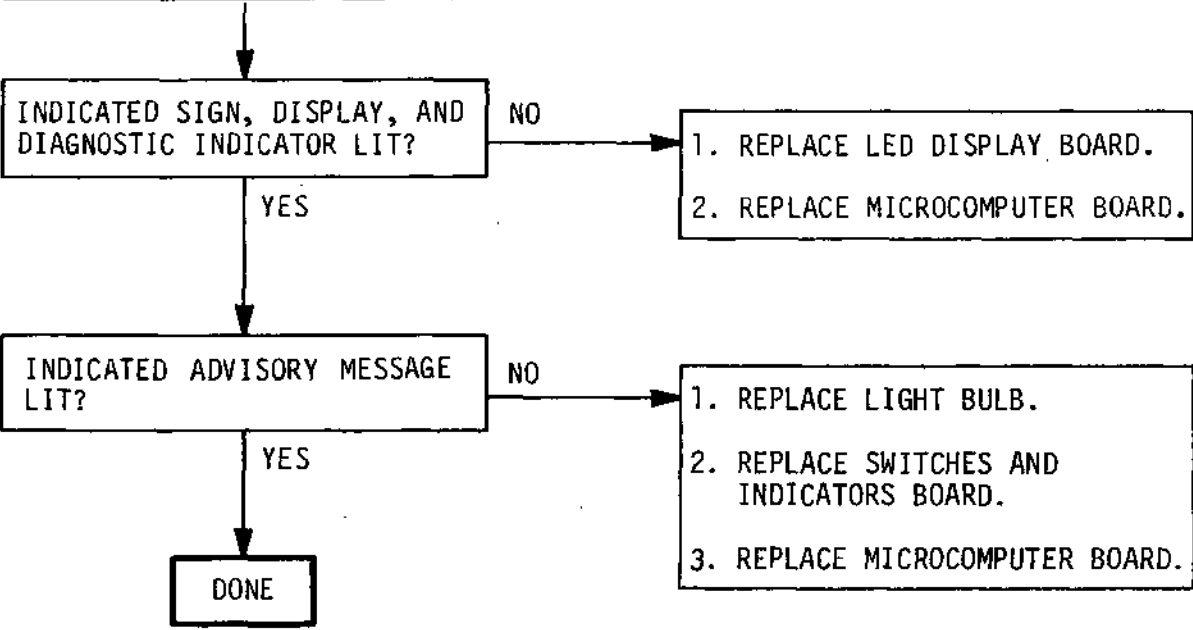 INDICATED SIGN, DISPLAY, AND
DIAGNOSTIC INDICATOR LIT?
NO
1. REPLACE LED DISPLAY BOARD.
2. REPLACE MICROCOMPUTER BOARD.
YES
INDICATED ADVISORY MESSAGE
LIT?
NO
1. REPLACE LIGHT BULB.
2. REPLACE SWITCHES AND
INDICATORS BOARD.
3. REPLACE MICROCOMPUTER BOARD.
YES
DONE